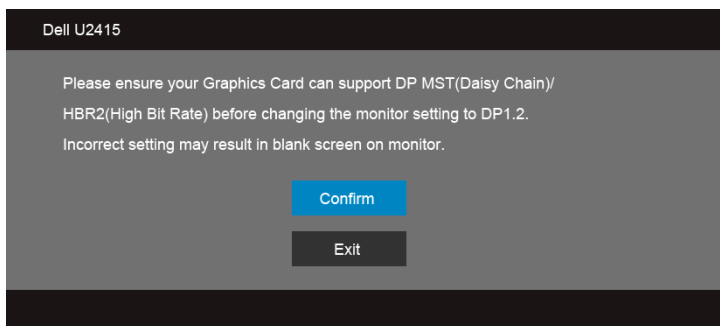 Dell U2415
Please ensure your Graphics Card can support DP MST(Daisy Chain)/
HBR2(High Bit Rate) before changing the monitor setting to DP1.2.
Incorrect setting may result in blank screen on monitor.
Confirm
Exit